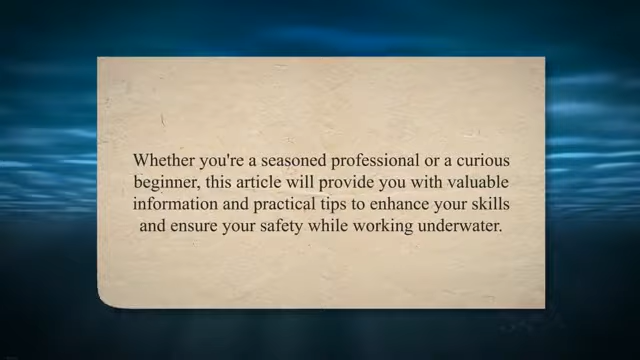 Whether you're a seasoned professional or a curious
beginner, this article will provide you with valuable
information and practical tips to enhance your skills
and ensure your safety while working underwater.